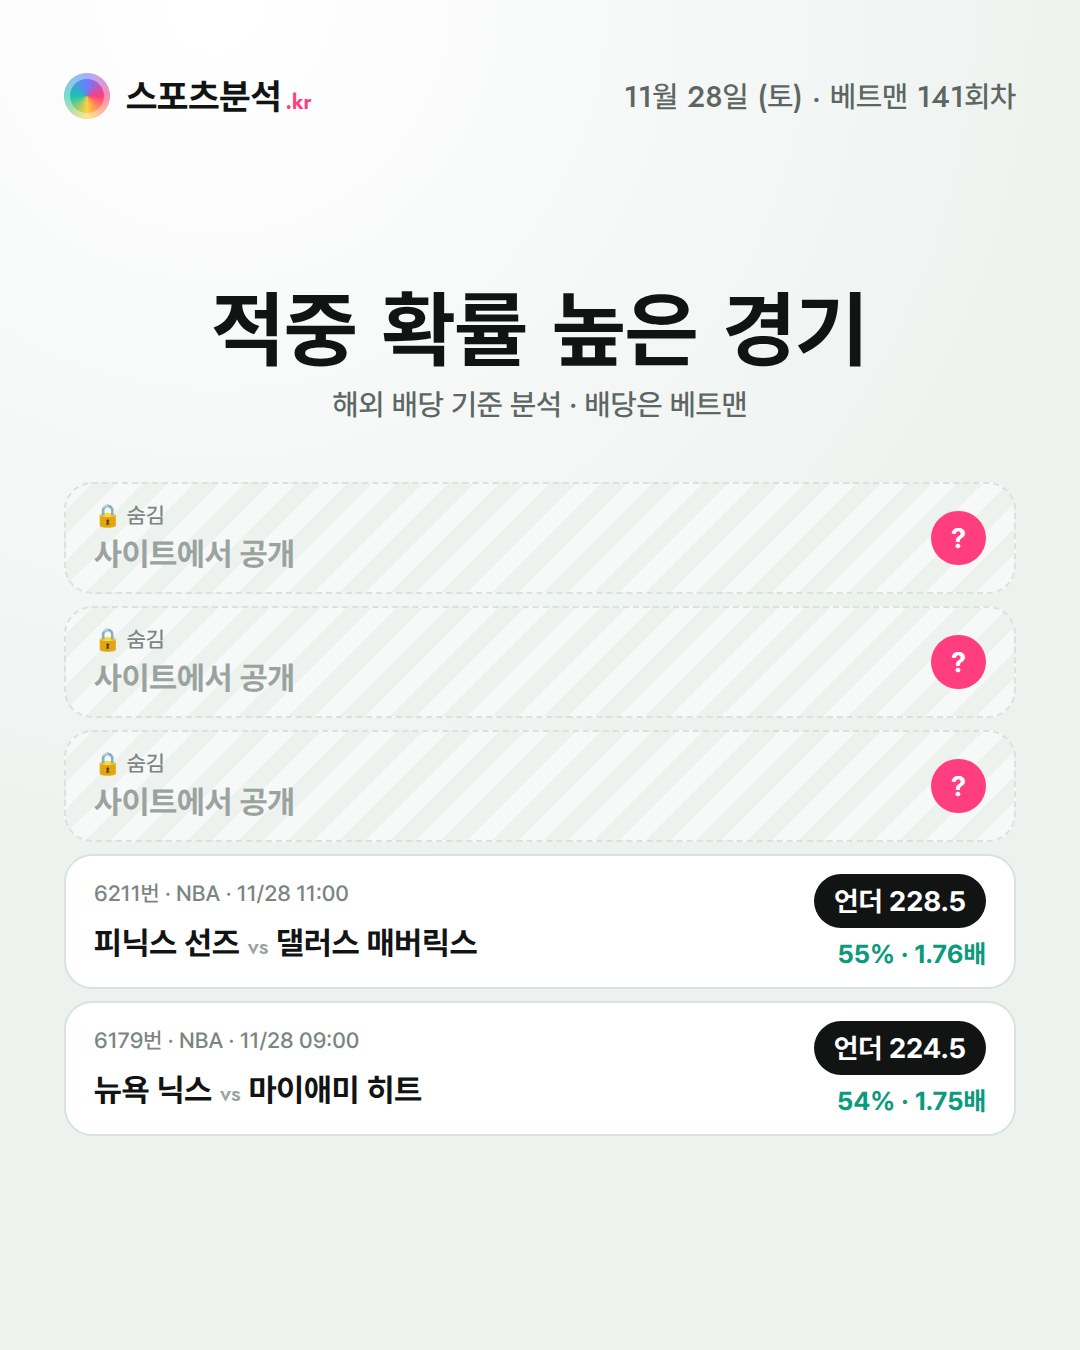 스포츠분석.kr
11월 28일 (토) · 베트맨 141회차
적중 확률 높은 경기
해외 배당 기준 분석 · 배당은 베트맨
🔒 숨김
사이트에서 공개
?
🔒 숨김
사이트에서 공개
?
🔒 숨김
사이트에서 공개
?
6211번 · NBA · 11/28 11:00
피닉스 선즈 vs 댈러스 매버릭스
언더 228.5
55% · 1.76배
6179번 · NBA · 11/28 09:00
뉴욕 닉스 vs 마이애미 히트
언더 224.5
54% · 1.75배